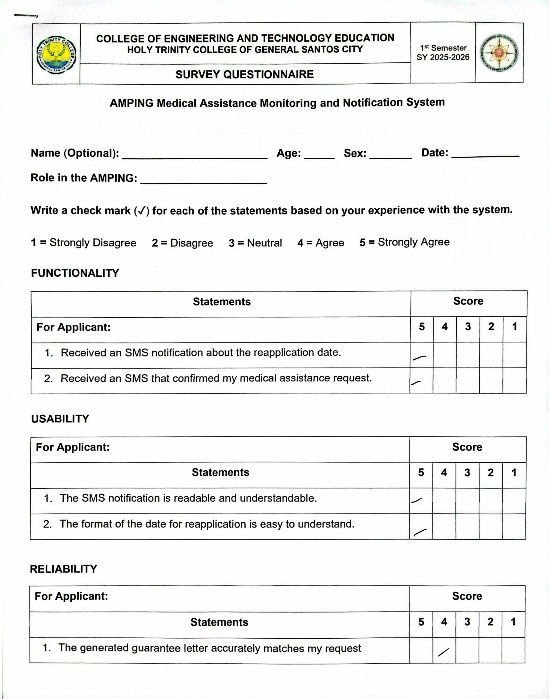 COLLEGE OF ENGINEERING AND TECHNOLOGY EDUCATION
HOLY TRINITY COLLEGE OF GENERAL SANTOS CITY
SURVEY QUESTIONNAIRE
1st Semester
SY 2025-2026
AMPING Medical Assistance Monitoring and Notification System
Name (Optional): ____________ Age: _____ Sex: _______ Date: ___________
Role in the AMPING: ____________________
Write a check mark (✓) for each of the statements based on your experience with the system.
1 = Strongly Disagree 2 = Disagree 3 = Neutral 4 = Agree 5 = Strongly Agree
FUNCTIONALITY
Statements Score
For Applicant: 5 4 3 2 1
1. Received an SMS notification about the reapplication date.
2. Received an SMS that confirmed my medical assistance request.
USABILITY
For Applicant: Score
Statements 5 4 3 2 1
1. The SMS notification is readable and understandable.
2. The format of the date for reapplication is easy to understand.
RELIABILITY
For Applicant: Score
Statements 5 4 3 2 1
1. The generated guarantee letter accurately matches my request